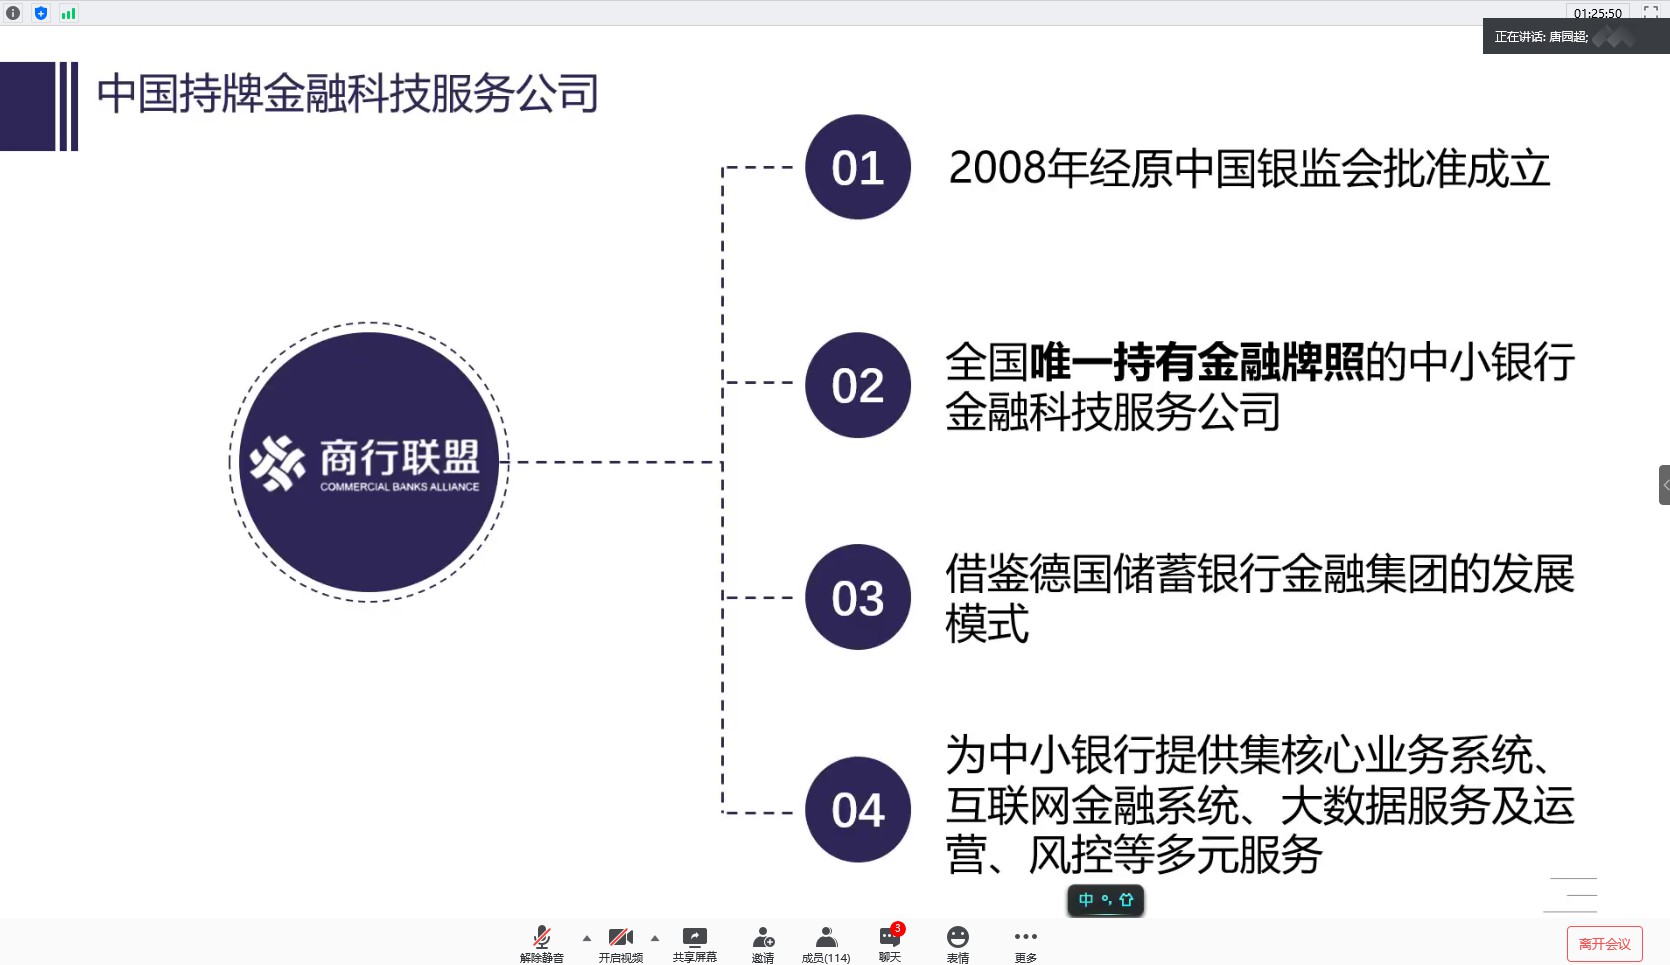 01:25:50
正在讲话: 唐园超;
中国持牌金融科技服务公司
01
2008年经原中国银监会批准成立
02
全国唯一持有金融牌照的中小银行
金融科技服务公司
商行联盟
COMMERCIAL BANKS ALLIANCE
03
借鉴德国储蓄银行金融集团的发展
模式
04
为中小银行提供集核心业务系统、
互联网金融系统、大数据服务及运
营、风控等多元服务
中 °,
解除静音
开启视频
共享屏幕
邀请
成员(114)
3
聊天
表情
更多
离开会议